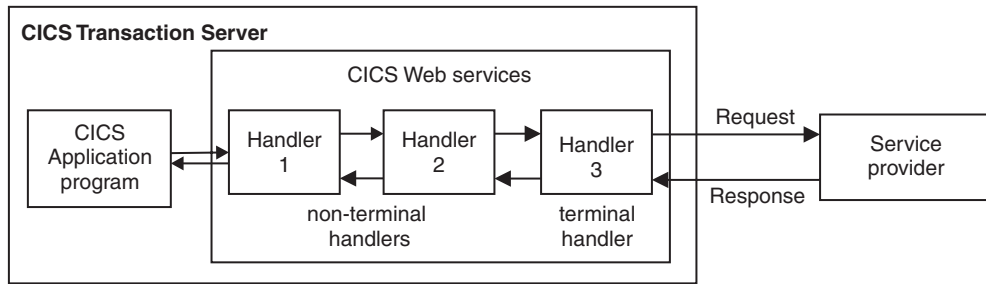 CICS Transaction Server
CICS Web services
CICS
Application
program
Handler
1
Handler
2
Handler
3
Request
Response
Service
provider
non-terminal
handlers
terminal
handler